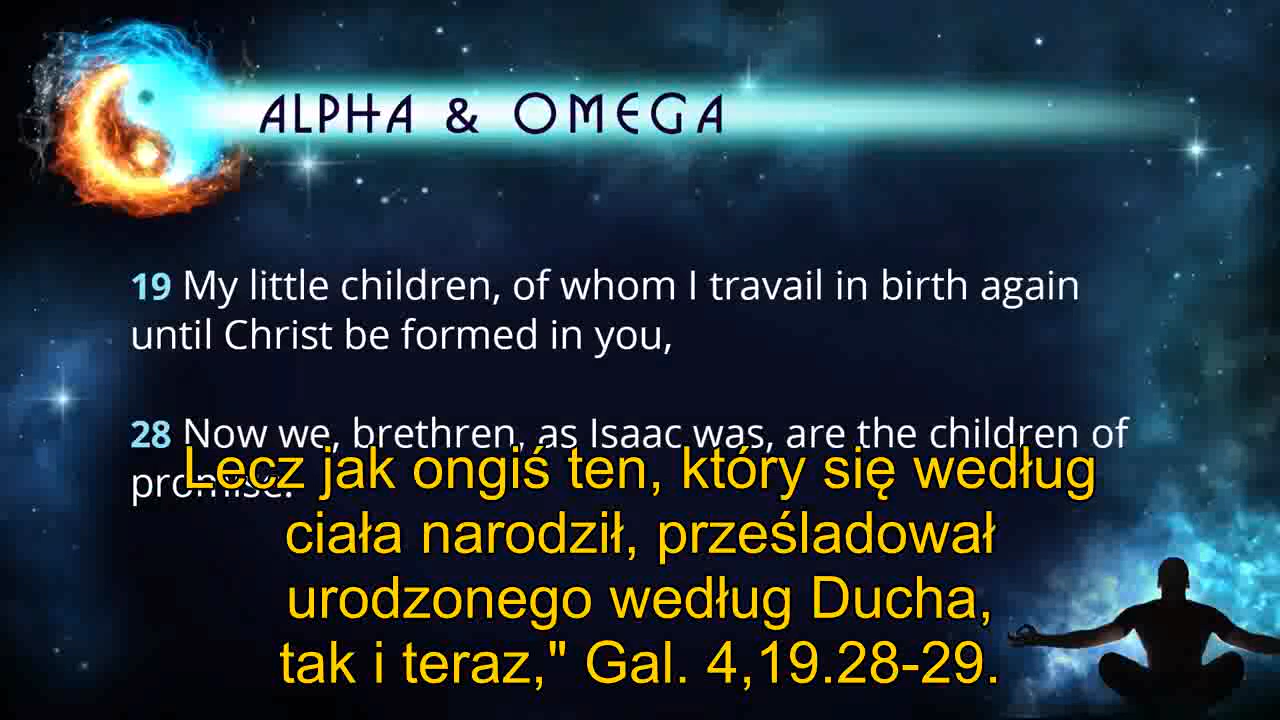 ALPHA & OMEGA
19 My little children, of whom I travail in birth again
until Christ be formed in you,
28 Now we, brethren, as Isaac was, are the children of
promise.
Lecz jak ongiś ten, który się według
ciała narodził, prześladował
urodzonego według Ducha,
tak i teraz," Gal. 4,19.28-29.